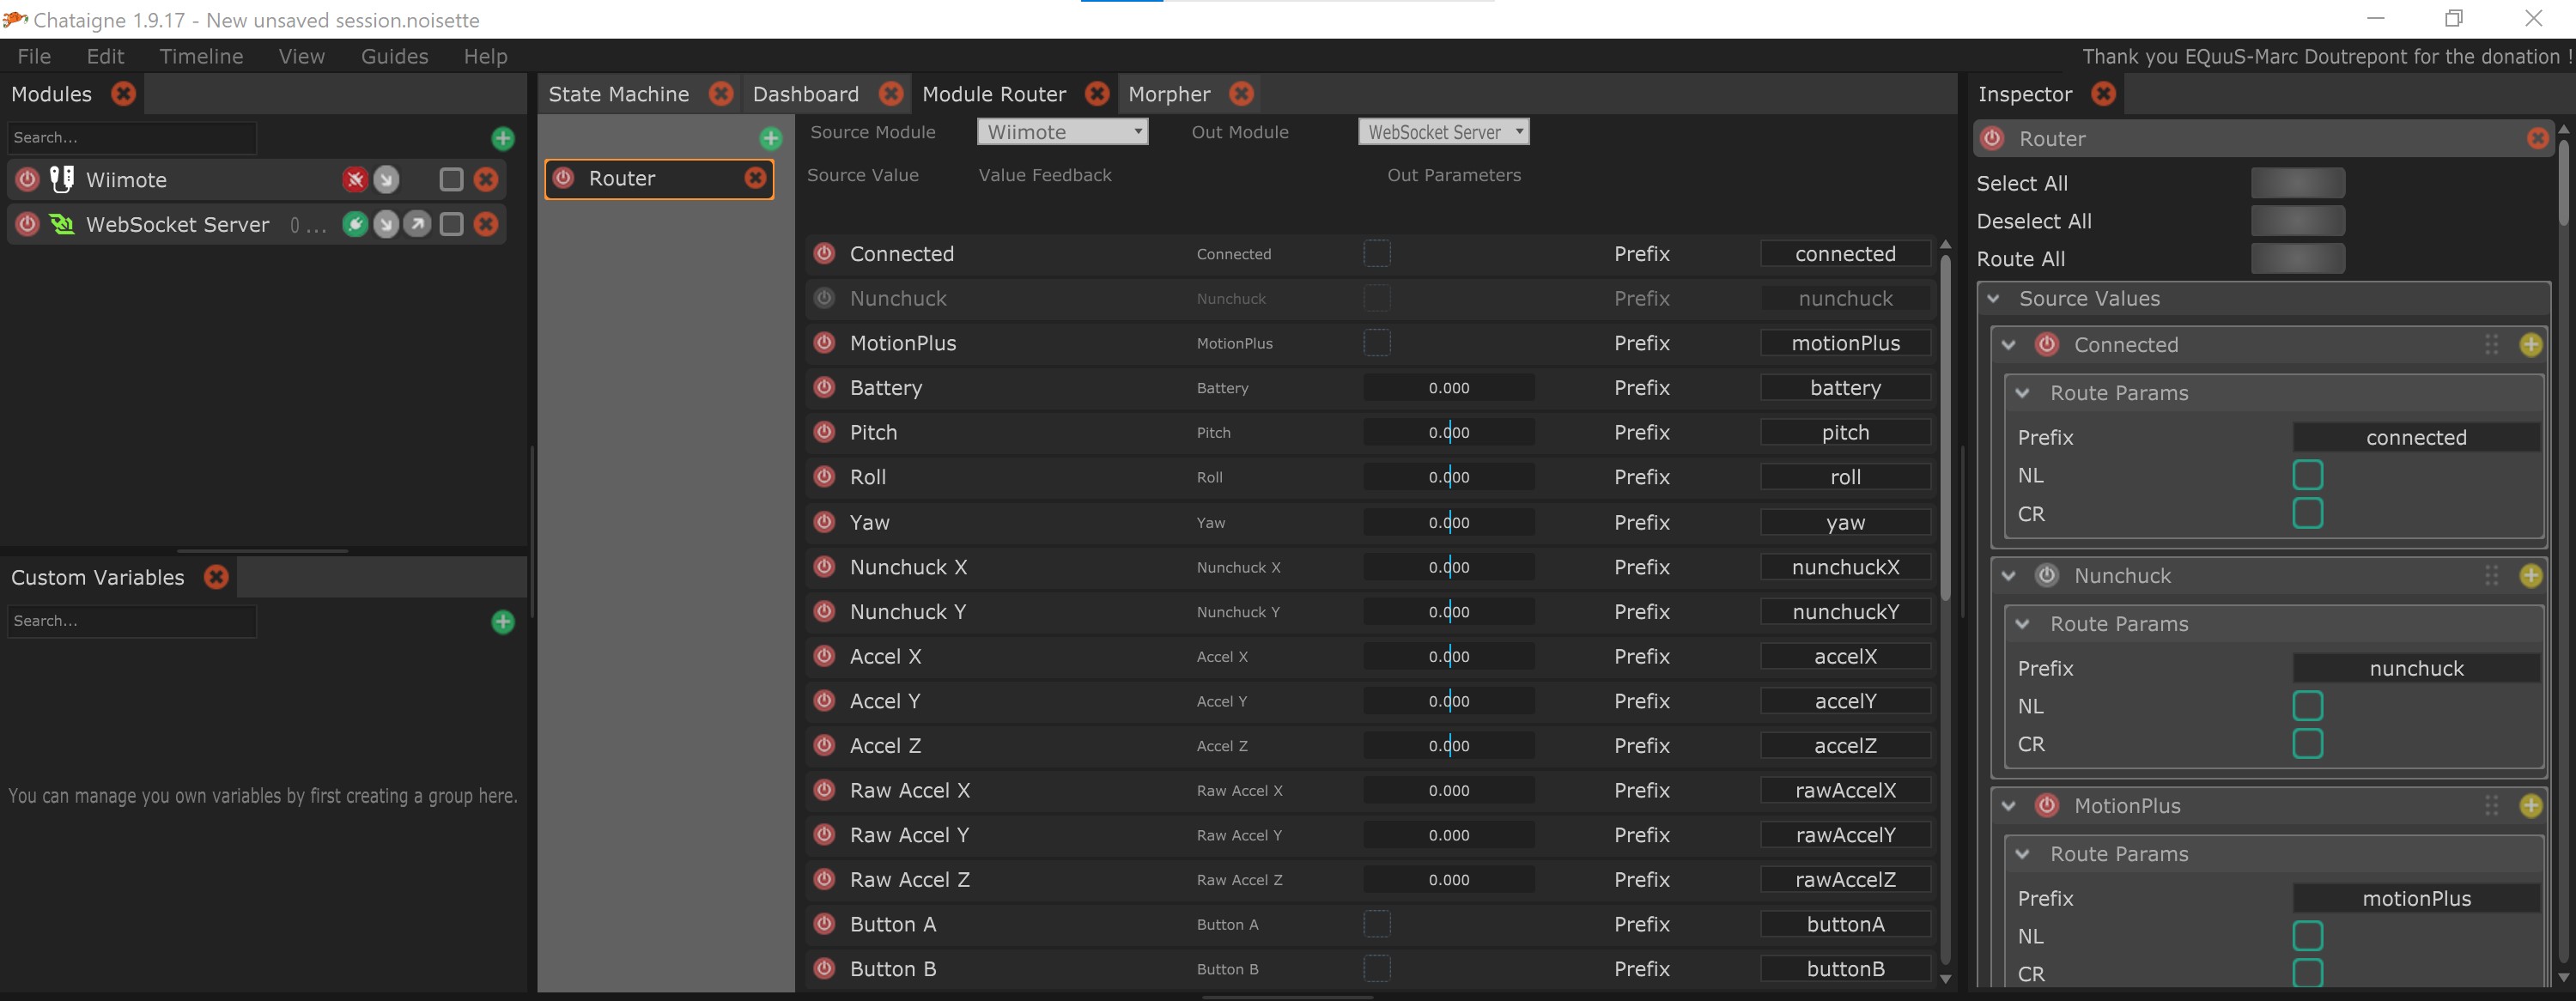 Chataigne 1.9.17 - New unsaved session.noisette
File Edit Timeline View Guides Help
Thank you EQuuS-Marc Doutrepont for the donation !
Modules
Search...
Wiimote
WebSocket Server 0 ...
Custom Variables
Search...
You can manage you own variables by first creating a group here.
State Machine Dashboard Module Router Morpher
Router
Source Module Wiimote Out Module WebSocket Server
Source Value Value Feedback Out Parameters
Connected Connected Prefix connected
Nunchuck Nunchuck Prefix nunchuck
MotionPlus MotionPlus Prefix motionPlus
Battery Battery 0.000 Prefix battery
Pitch Pitch 0.000 Prefix pitch
Roll Roll 0.000 Prefix roll
Yaw Yaw 0.000 Prefix yaw
Nunchuck X Nunchuck X 0.000 Prefix nunchuckX
Nunchuck Y Nunchuck Y 0.000 Prefix nunchuckY
Accel X Accel X 0.000 Prefix accelX
Accel Y Accel Y 0.000 Prefix accelY
Accel Z Accel Z 0.000 Prefix accelZ
Raw Accel X Raw Accel X 0.000 Prefix rawAccelX
Raw Accel Y Raw Accel Y 0.000 Prefix rawAccelY
Raw Accel Z Raw Accel Z 0.000 Prefix rawAccelZ
Button A Button A Prefix buttonA
Button B Button B Prefix buttonB
Inspector
Router
Select All
Deselect All
Route All
Source Values
Connected
Route Params
Prefix connected
NL
CR
Nunchuck
Route Params
Prefix nunchuck
NL
CR
MotionPlus
Route Params
Prefix motionPlus
NL
CR